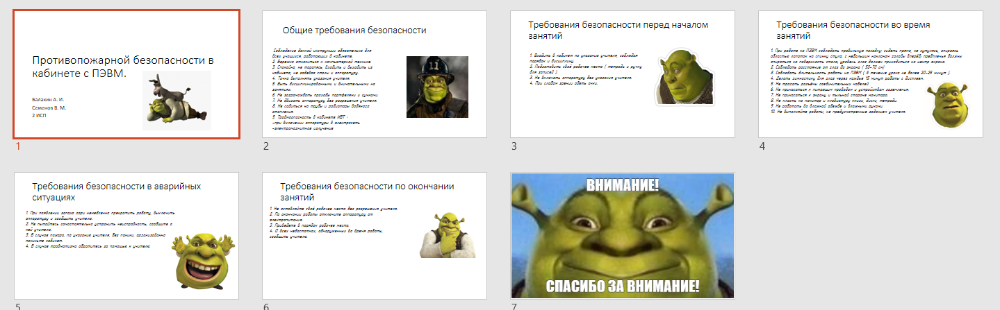 Противопожарной безопасности в
кабинете с ПЭВМ.
Балакин А. И.
Семенов В. М.
2 ИСП
1
Общие требования безопасности
Соблюдение данной инструкции обязательно для
всех учащихся, работающих в кабинете.
2. Бережно относиться к компьютерной технике.
3. Спокойно, не торопясь, входить и выходить из
кабинета, не задевая столы и аппаратуру.
4. Точно выполнять указания учителя.
5. Быть дисциплинированными и внимательными на
занятиях.
6. Не загромождать проходы портфелями и сумками.
7. Не двигать аппаратуру без разрешения учителя.
8. Не садиться на трубы и радиаторы водяного
отопления.
9. Травмоопасность в кабинете ИВТ :
-при включении аппаратуры в электросеть
-электромагнитное излучение
11
2
Требования безопасности перед началом
занятий
1. Входить в кабинет по указанию учителя, соблюдая
порядок и дисциплину.
2. Подготовить своё рабочее место ( тетрадь и ручку
для записей ).
3. Не включать аппаратуру без указания учителя.
4. При слабом зрении одеть очки.
3
Требования безопасности во время
занятий
1. При работе на ПЭВМ соблюдать правильную посадку: сидеть прямо, не сутулясь, опираясь
областью лопаток на спинку стула, с небольшим наклоном головы вперёд; предплечья должны
опираться на поверхность стола, уровень глаз должен приходиться на центр экрана.
2. Соблюдать расстояние от глаз до экрана ( 50-70 см)
3. Соблюдать длительность работы на ПЭВМ ( в течение урока не более 20-25 минут ).
4. Делать гимнастику для глаз через каждые 15 минут работы с дисплеем.
5. Не трогать разъёмы соединительных кабелей.
6. Не прикасаться к питающим проводам и устройствам заземления.
7. Не прикасаться к экрану и тыльной стороне монитора.
8. Не класть на монитор и клавиатуру книги, диски, тетради.
9. Не работать во влажной одежде и влажными руками.
10. Не выполняйте работы, не предусмотренные заданием учителя.
4
Требования безопасности в аварийных
ситуациях
1. При появлении запаха гари немедленно прекратить работу, выключить
аппаратуру и сообщить учителю.
2. Не пытайтесь самостоятельно устранить неисправность, сообщите о
ней учителю.
3. В случае пожара, по указанию учителя, без паники, организованно
покиньте кабинет.
4. В случае травматизма обратитесь за помощью к учителю.
5
Требования безопасности по окончании
занятий
1. Не оставляйте своё рабочее место без разрешения учителя.
2. По окончании работы отключите аппаратуру от
электропитания.
3. Приведите в порядок рабочее место.
4. О всех недостатках, обнаруженных во время работы,
сообщить учителю.
6
ВНИМАНИЕ!
СПАСИБО ЗА ВНИМАНИЕ!
7